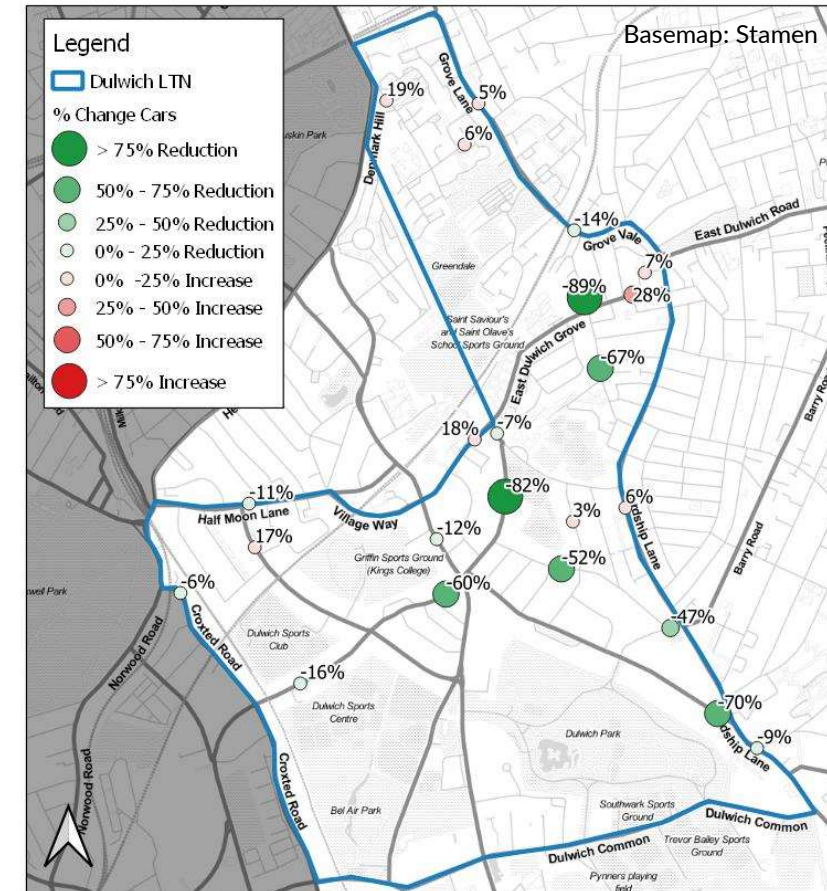 Basemap: Stamen
Legend
Dulwich LTN
% Change Cars
> 75% Reduction
50% - 75% Reduction
25% - 50% Reduction
0% - 25% Reduction
0% -25% Increase
25% - 50% Increase
50% - 75% Increase
> 75% Increase
Grove Lane
19%
5%
Denmark Hill
6%
-14%
Grove Vale
East Dulwich Road
7%
Greendale
-89%
28%
Saint Saviour's
and Saint Olave's
School Sports Ground
East Dulwich Grove
-67%
Barry Road
18%
-7%
-11%
Half Moon Lane
Village Way
-82%
3%
6%
-12%
17%
Griffin Sports Ground
(Kings College)
-52%
Barry Road
-6%
-60%
Croxted Road
Norwood Road
Dulwich Sports
Club
-47%
-16%
Dulwich Sports
Centre
-70%
Dulwich Park
-9%
Norwood Road
Croxted Road
Bel Air Park
Southwark Sports
Ground
Dulwich Common
Trevor Bailey Sports
Ground
Dulwich Common
Pynners playing
field